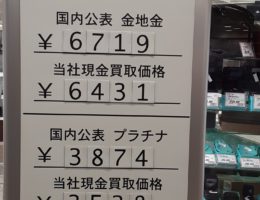 国内公表 金地金
¥ 6719
当社現金買取価格
¥ 6431
国内公表 プラチナ
¥ 3874
当社現金買取価格